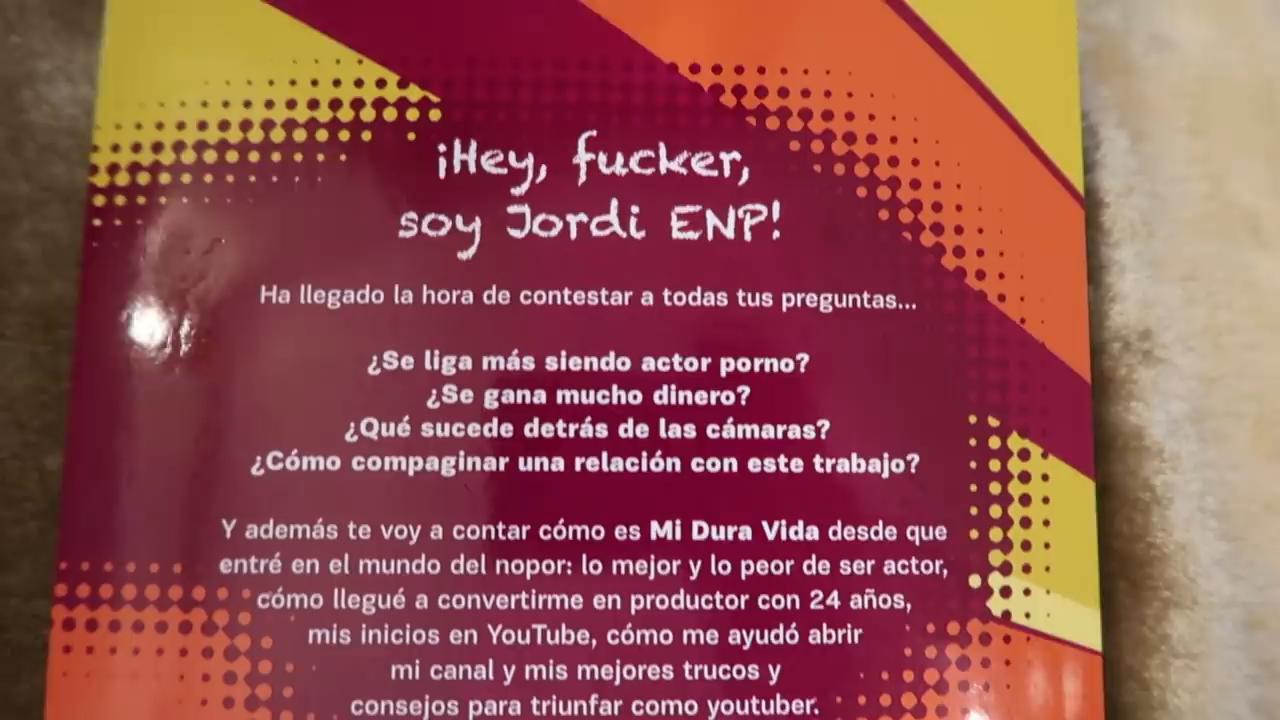 ¡Hey, fucker,
soy Jordi ENP!
Ha llegado la hora de contestar a todas tus preguntas...
¿Se liga más siendo actor porno?
¿Se gana mucho dinero?
¿Qué sucede detrás de las cámaras?
¿Cómo compaginar una relación con este trabajo?
Y además te voy a contar cómo es Mi Dura Vida desde que
entré en el mundo del nopor: lo mejor y lo peor de ser actor,
cómo llegué a convertirme en productor con 24 años,
mis inicios en YouTube, cómo me ayudó abrir
mi canal y mis mejores trucos y
consejos para triunfar como youtuber.